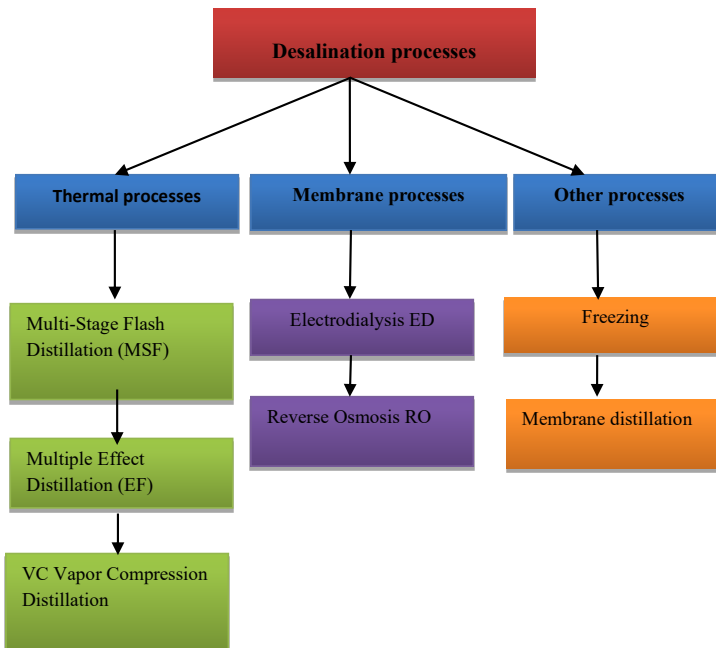 Desalination processes
Thermal processes
Membrane processes
Other processes
Multi-Stage Flash
Distillation (MSF)
Electrodialysis ED
Freezing
Reverse Osmosis RO
Membrane distillation
Multiple Effect
Distillation (EF)
VC Vapor Compression
Distillation